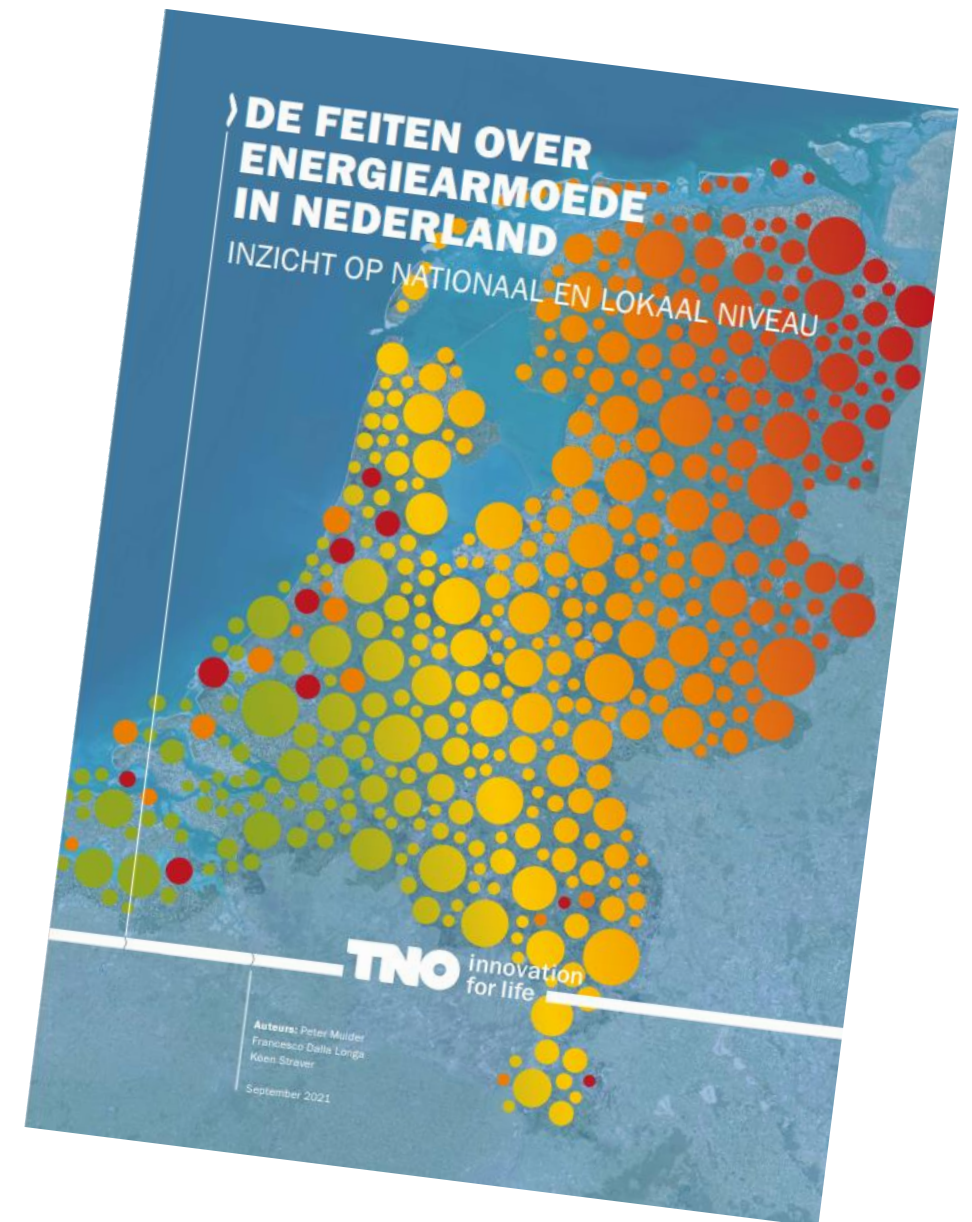 DE FEITEN OVER
ENERGIEARMOEDE
IN NEDERLAND
INZICHT OP NATIONAAL EN LOKAAL NIVEAU
TNO innovation
for life
Auteurs: Peter Mulder
Francesco Dalla Longa
Koen Straver
September 2021